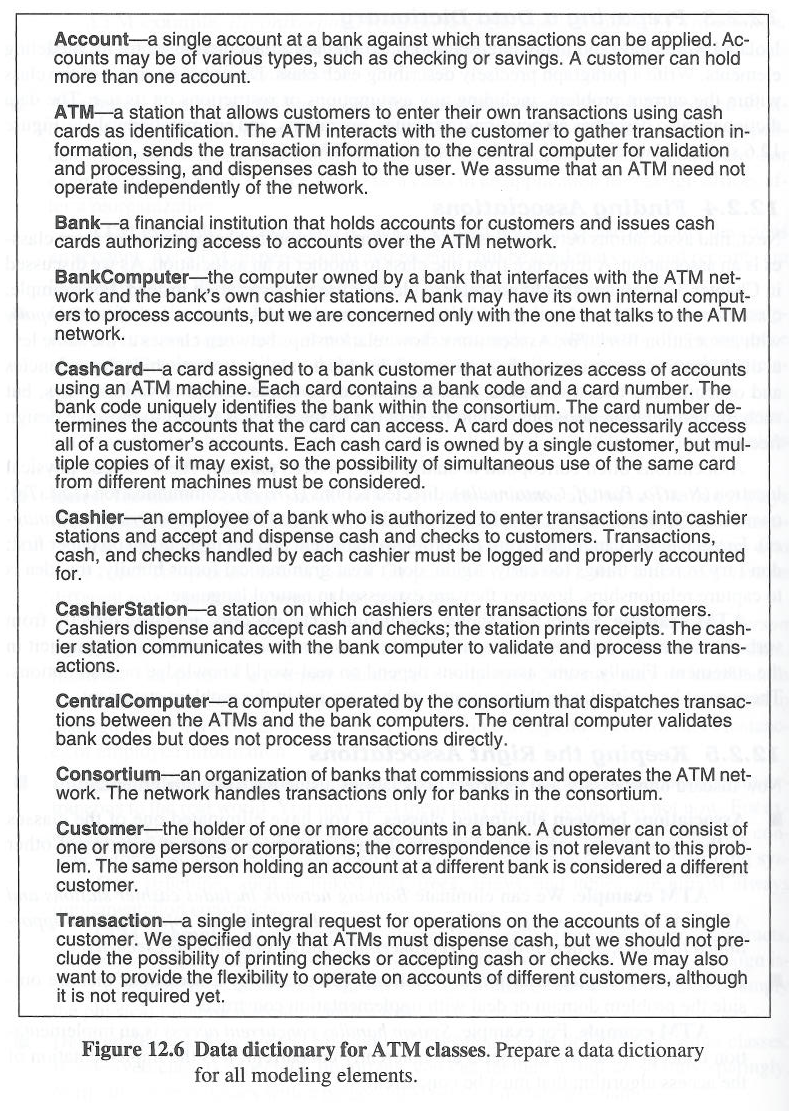 Account—a single account at a bank against which transactions can be applied. Ac-
counts may be of various types, such as checking or savings. A customer can hold
more than one account.
ATM—a station that allows customers to enter their own transactions using cash
cards as identification. The ATM interacts with the customer to gather transaction in-
formation, sends the transaction information to the central computer for validation
and processing, and dispenses cash to the user. We assume that an ATM need not
operate independently of the network.
Bank—a financial institution that holds accounts for customers and issues cash
cards authorizing access to accounts over the ATM network.
BankComputer—the computer owned by a bank that interfaces with the ATM net-
work and the bank's own cashier stations. A bank may have its own internal comput-
ers to process accounts, but we are concerned only with the one that talks to the ATM
network.
CashCard—a card assigned to a bank customer that authorizes access of accounts
using an ATM machine. Each card contains a bank code and a card number. The
bank code uniquely identifies the bank within the consortium. The card number de-
termines the accounts that the card can access. A card does not necessarily access
all of a customer's accounts. Each cash card is owned by a single customer, but mul-
tiple copies of it may exist, so the possibility of simultaneous use of the same card
from different machines must be considered.
Cashier—an employee of a bank who is authorized to enter transactions into cashier
stations and accept and dispense cash and checks to customers. Transactions,
cash, and checks handled by each cashier must be logged and properly accounted
for.
CashierStation—a station on which cashiers enter transactions for customers.
Cashiers dispense and accept cash and checks; the station prints receipts. The cash-
ier station communicates with the bank computer to validate and process the trans-
actions.
CentralComputer—a computer operated by the consortium that dispatches transac-
tions between the ATMs and the bank computers. The central computer validates
bank codes but does not process transactions directly.
Consortium—an organization of banks that commissions and operates the ATM net-
work. The network handles transactions only for banks in the consortium.
Customer—the holder of one or more accounts in a bank. A customer can consist of
one or more persons or corporations; the correspondence is not relevant to this prob-
lem. The same person holding an account at a different bank is considered a different
customer.
Transaction—a single integral request for operations on the accounts of a single
customer. We specified only that ATMs must dispense cash, but we should not pre-
clude the possibility of printing checks or accepting cash or checks. We may also
want to provide the flexibility to operate on accounts of different customers, although
it is not required yet.
Figure 12.6 Data dictionary for ATM classes. Prepare a data dictionary
for all modeling elements.